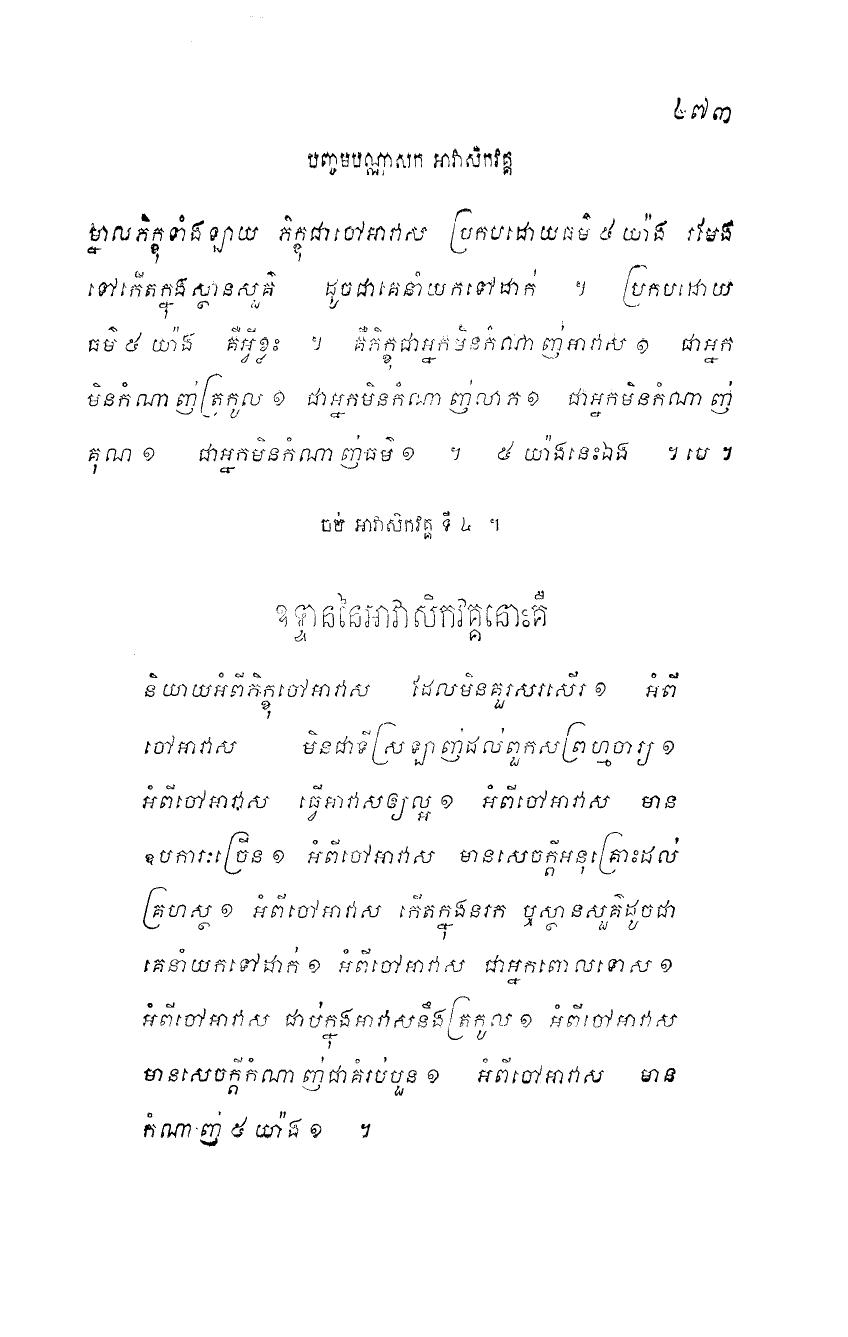 ៤៧៣
បញ្ចមបណ្ណាសក អាវាសិកវគ្គ
ម្នាលភិក្ខុទាំងឡាយ ភិក្ខុជាចៅអាវាស ប្រកបដោយធម៌ ៥ យ៉ាង រមែង
ទៅកើតក្នុងស្ថានសួគ៌ ដូចជាគេនាំយកទៅដាក់ ។ ប្រកបដោយ
ធម៌ ៥ យ៉ាង គឺអ្វីខ្លះ ។ គឺភិក្ខុជាអ្នកមិនកំណាញ់អាវាស ១ ជាអ្នក
មិនកំណាញ់ត្រកូល ១ ជាអ្នកមិនកំណាញ់លាភ ១ ជាអ្នកមិនកំណាញ់
គុណ ១ ជាអ្នកមិនកំណាញ់ធម៌ ១ ។ ៥ យ៉ាងនេះឯង ។ បេ ។
ចប់ អាវាសិកវគ្គ ទី ៤ ។
ឧទ្ទាននៃអាវាសិកវគ្គនោះគឺ
និយាយអំពីភិក្ខុចៅអាវាស ដែលមិនគួរសរសើរ ១ អំពី
ចៅអាវាស មិនជាទីស្រឡាញ់ដល់ពួកសព្រហ្មចារ្យ ១
អំពីចៅអាវាស ធ្វើអាវាសឲ្យល្អ ១ អំពីចៅអាវាស មាន
ឧបការៈច្រើន ១ អំពីចៅអាវាស មានសេចក្តីអនុគ្រោះដល់
គ្រហស្ថ ១ អំពីចៅអាវាស កើតក្នុងនរក ឬស្ថានសួគ៌ដូចជា
គេនាំយកទៅដាក់ ១ អំពីចៅអាវាស ជាអ្នកពោលទោស ១
អំពីចៅអាវាស ជាប់ក្នុងអាវាសនឹងត្រកូល ១ អំពីចៅអាវាស
មានសេចក្តីកំណាញ់ជាគំរប់បួន ១ អំពីចៅអាវាស មាន
កំណាញ់ ៥ យ៉ាង ១ ។